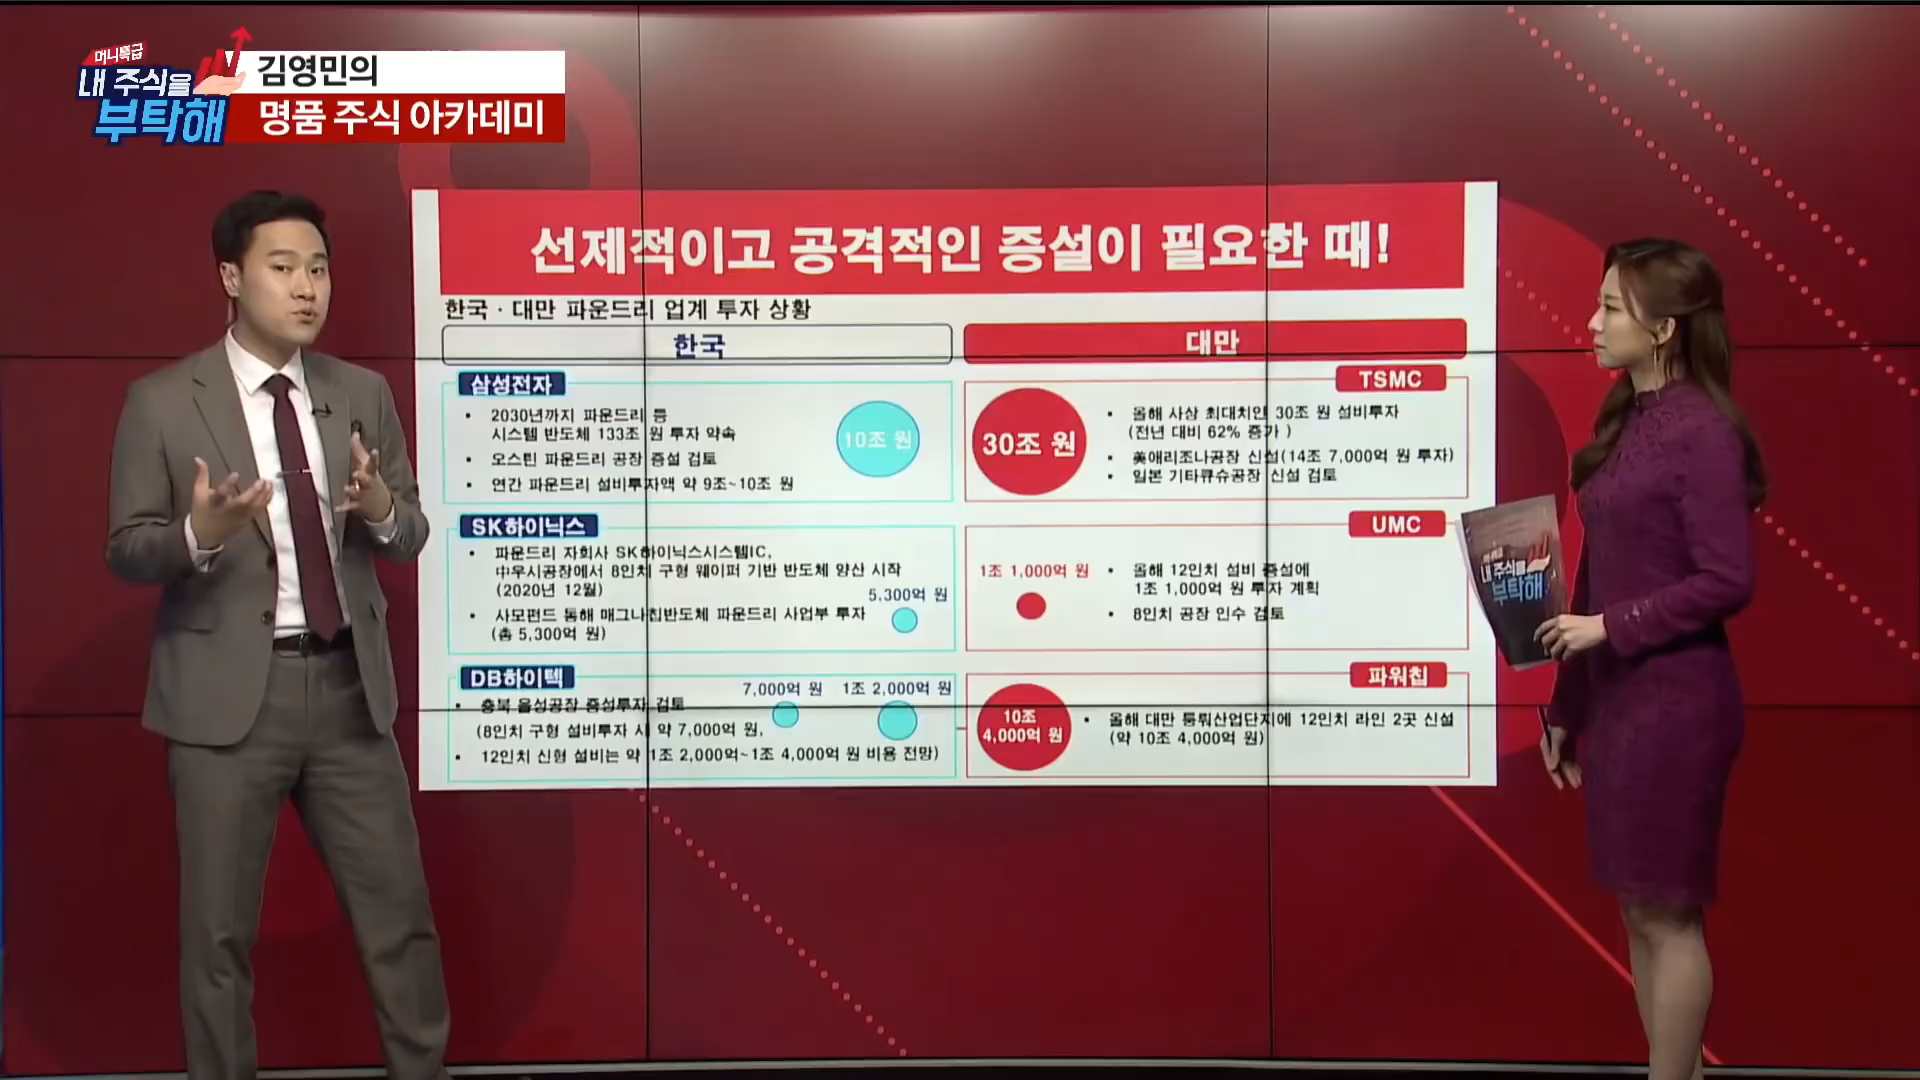 머니특급
내 주식을
부탁해
김영민의
명품 주식 아카데미
선제적이고 공격적인 증설이 필요한 때!
한국·대만 파운드리 업계 투자 상황
한국
삼성전자
• 2030년까지 파운드리 등
시스템 반도체 133조 원 투자 약속
• 오스틴 파운드리 공장 증설 검토
• 연간 파운드리 설비투자액 약 9조~10조 원
10조 원
SK하이닉스
• 파운드리 자회사 SK하이닉스시스템IC,
中우시공장에서 8인치 구형 웨이퍼 기반 반도체 양산 시작
(2020년 12월)
• 사모펀드 통해 매그나칩반도체 파운드리 사업부 투자
(총 5,300억 원)
5,300억 원
DB하이텍
7,000억 원 1조 2,000억 원
• 충북 음성공장 증성투자 검토
(8인치 구형 설비투자 시 약 7,000억 원,
• 12인치 신형 설비는 약 1조 2,000억~1조 4,000억 원 비용 전망)
대만
TSMC
30조 원
• 올해 사상 최대치인 30조 원 설비투자
(전년 대비 62% 증가 )
• 美애리조나공장 신설(14조 7,000억 원 투자)
• 일본 기타큐슈공장 신설 검토
UMC
1조 1,000억 원
• 올해 12인치 설비 증설에
1조 1,000억 원 투자 계획
• 8인치 공장 인수 검토
파워칩
10조
4,000억 원
• 올해 대만 퉁뤄산업단지에 12인치 라인 2곳 신설
(약 10조 4,000억 원)
머니특급
내 주식을
부탁해